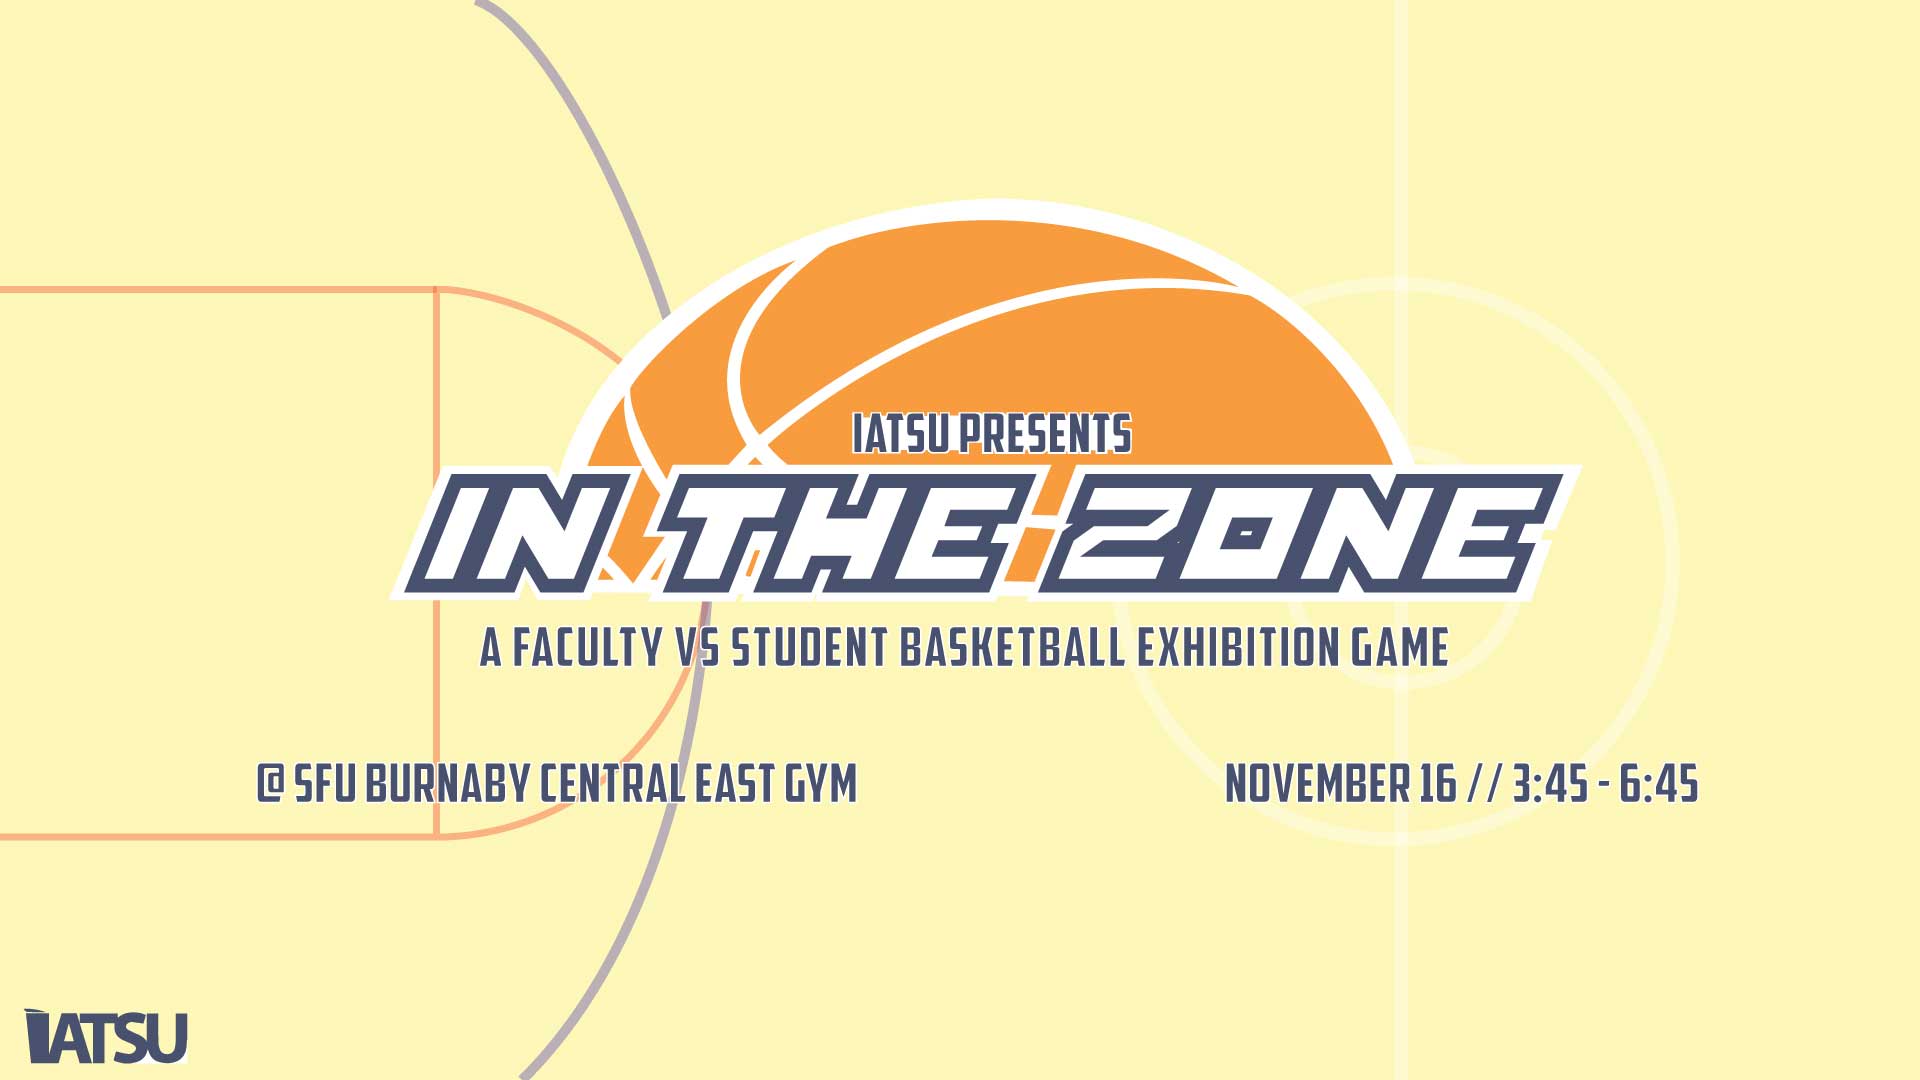 IATSU PRESENTS
IN THE ZONE
A FACULTY VS STUDENT BASKETBALL EXHIBITION GAME
@ SFU BURNABY CENTRAL EAST GYM
NOVEMBER 16 // 3:45 - 6:45
IATSU